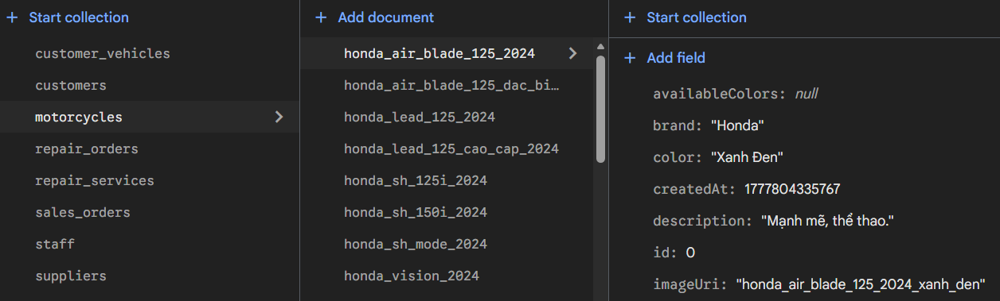 + Start collection
customer_vehicles
customers
motorcycles
repair_orders
repair_services
sales_orders
staff
suppliers
+ Add document
honda_air_blade_125_2024
honda_air_blade_125_dac_bi…
honda_lead_125_2024
honda_lead_125_cao_cap_2024
honda_sh_125i_2024
honda_sh_150i_2024
honda_sh_mode_2024
honda_vision_2024
+ Start collection
+ Add field
availableColors: null
brand: "Honda"
color: "Xanh Đen"
createdAt: 1777804335767
description: "Mạnh mẽ, thể thao."
id: 0
imageUri: "honda_air_blade_125_2024_xanh_den"